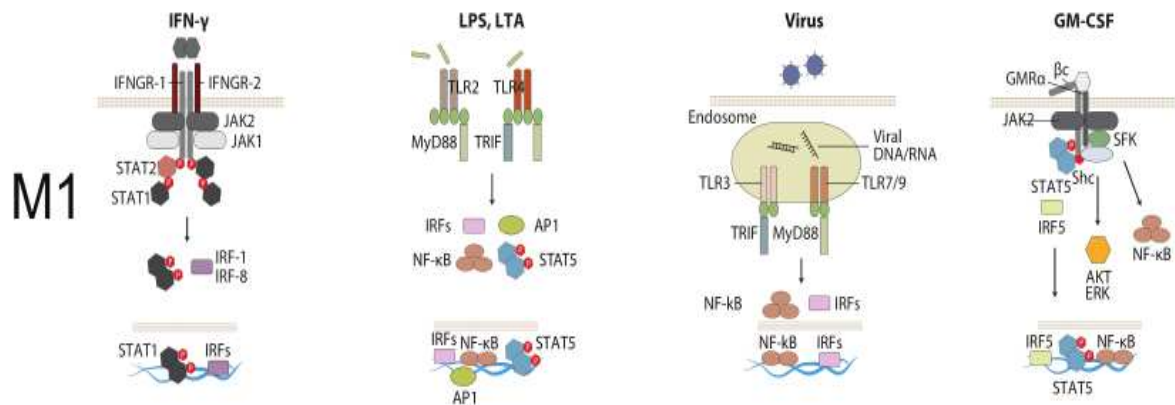 M1
IFN-γ
IFNGR-1
IFNGR-2
JAK2
JAK1
STAT2
STAT1
P
P
P
P
P
P
IRF-1
IRF-8
STAT1
P
P
IRFs
LPS, LTA
TLR2
TLR4
MyD88
TRIF
IRFs
AP1
NF-κB
P
P
STAT5
IRFs
NF-κB
P
P
STAT5
AP1
Virus
Endosome
Viral
DNA/RNA
TLR3
TLR7/9
TRIF
MyD88
NF-kB
IRFs
NF-kB
IRFs
GM-CSF
βc
GMRα
JAK2
SFK
P
P
STAT5
Shc
IRF5
NF-κB
AKT
ERK
IRF5
P
P
NF-κB
STAT5